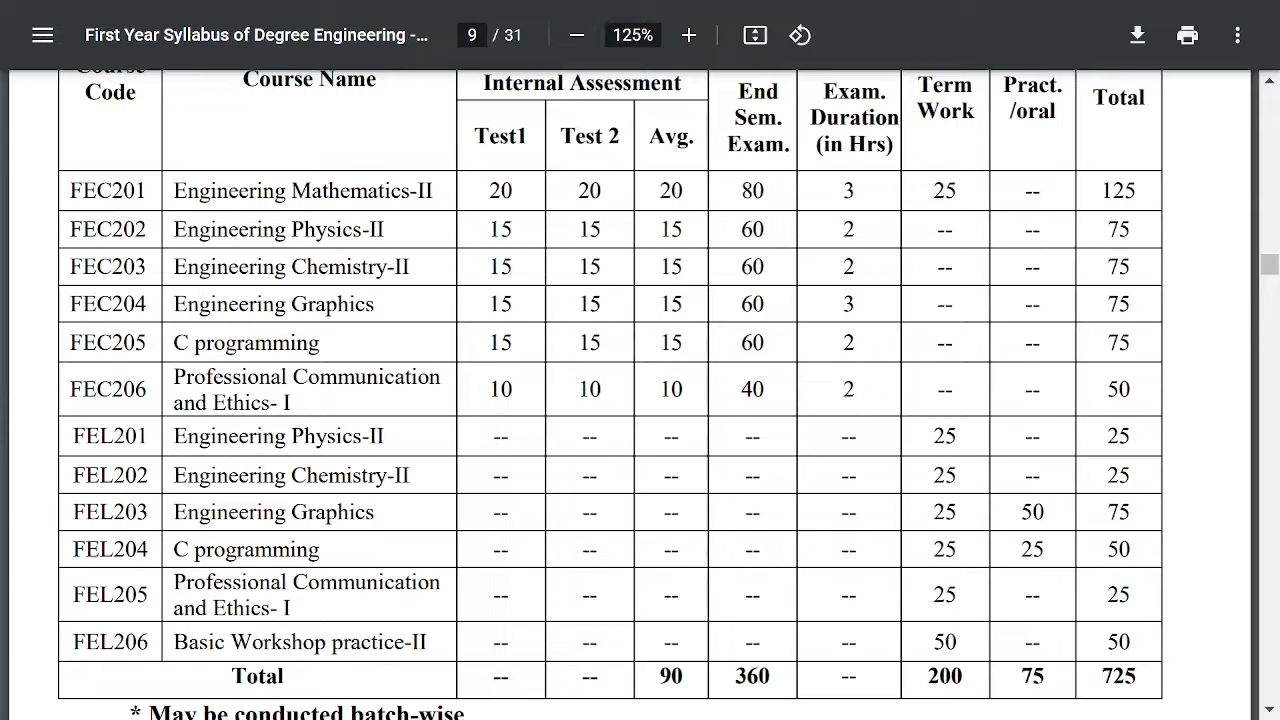 First Year Syllabus of Degree Engineering -...
9 / 31
125%
Course Code Course Name Internal Assessment End Sem. Exam. Exam. Duration (in Hrs) Term Work Pract. /oral Total
Test1 Test 2 Avg.
FEC201 Engineering Mathematics-II 20 20 20 80 3 25 -- 125
FEC202 Engineering Physics-II 15 15 15 60 2 -- -- 75
FEC203 Engineering Chemistry-II 15 15 15 60 2 -- -- 75
FEC204 Engineering Graphics 15 15 15 60 3 -- -- 75
FEC205 C programming 15 15 15 60 2 -- -- 75
FEC206 Professional Communication and Ethics- I 10 10 10 40 2 -- -- 50
FEL201 Engineering Physics-II -- -- -- -- -- 25 -- 25
FEL202 Engineering Chemistry-II -- -- -- -- -- 25 -- 25
FEL203 Engineering Graphics -- -- -- -- -- 25 50 75
FEL204 C programming -- -- -- -- -- 25 25 50
FEL205 Professional Communication and Ethics- I -- -- -- -- -- 25 -- 25
FEL206 Basic Workshop practice-II -- -- -- -- -- 50 -- 50
Total -- -- 90 360 -- 200 75 725
* May be conducted batch-wise